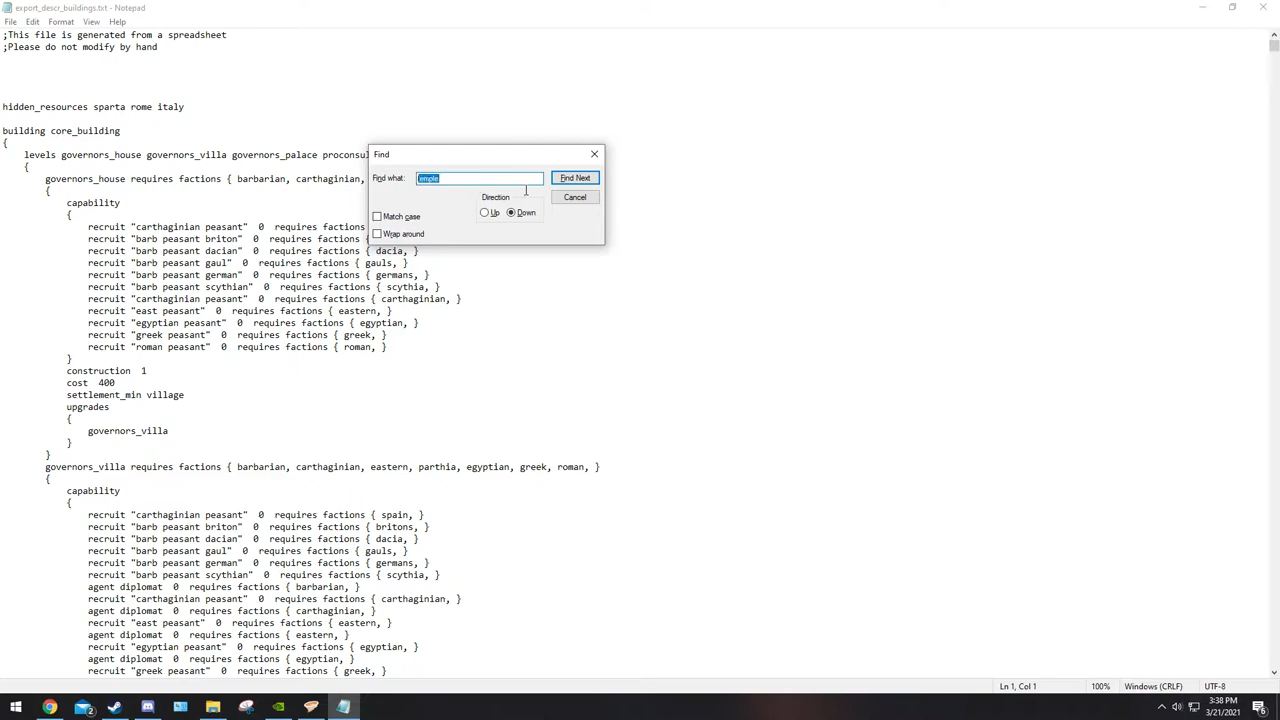 export_descr_buildings.txt - Notepad
File Edit Format View Help
;This file is generated from a spreadsheet
;Please do not modify by hand
hidden_resources sparta rome italy
building core_building
{
levels governors_house governors_villa governors_palace
{
governors_house requires factions { barbarian, carthaginian,
{
capability
{
recruit "carthaginian peasant" 0 requires factions
recruit "barb peasant briton" 0 requires factions
recruit "barb peasant dacian" 0 requires factions { dacia, }
recruit "barb peasant gaul" 0 requires factions { gauls, }
recruit "barb peasant german" 0 requires factions { germans, }
recruit "barb peasant scythian" 0 requires factions { scythia, }
recruit "carthaginian peasant" 0 requires factions { carthaginian, }
recruit "east peasant" 0 requires factions { eastern, }
recruit "egyptian peasant" 0 requires factions { egyptian, }
recruit "greek peasant" 0 requires factions { greek, }
recruit "roman peasant" 0 requires factions { roman, }
}
construction 1
cost 400
settlement_min village
upgrades
{
governors_villa
}
}
governors_villa requires factions { barbarian, carthaginian, eastern, parthia, egyptian, greek, roman, }
{
capability
{
recruit "carthaginian peasant" 0 requires factions { spain, }
recruit "barb peasant briton" 0 requires factions { britons, }
recruit "barb peasant dacian" 0 requires factions { dacia, }
recruit "barb peasant gaul" 0 requires factions { gauls, }
recruit "barb peasant german" 0 requires factions { germans, }
recruit "barb peasant scythian" 0 requires factions { scythia, }
agent diplomat 0 requires factions { barbarian, }
recruit "carthaginian peasant" 0 requires factions { carthaginian, }
agent diplomat 0 requires factions { carthaginian, }
recruit "east peasant" 0 requires factions { eastern, }
agent diplomat 0 requires factions { eastern, }
recruit "egyptian peasant" 0 requires factions { egyptian, }
agent diplomat 0 requires factions { egyptian, }
recruit "greek peasant" 0 requires factions { greek, }
Find
Find what:
Find Next
Direction
Cancel
Up Down
Match case
Wrap around
Ln 1, Col 1 100% Windows (CRLF) UTF-8
3:38 PM
3/21/2021